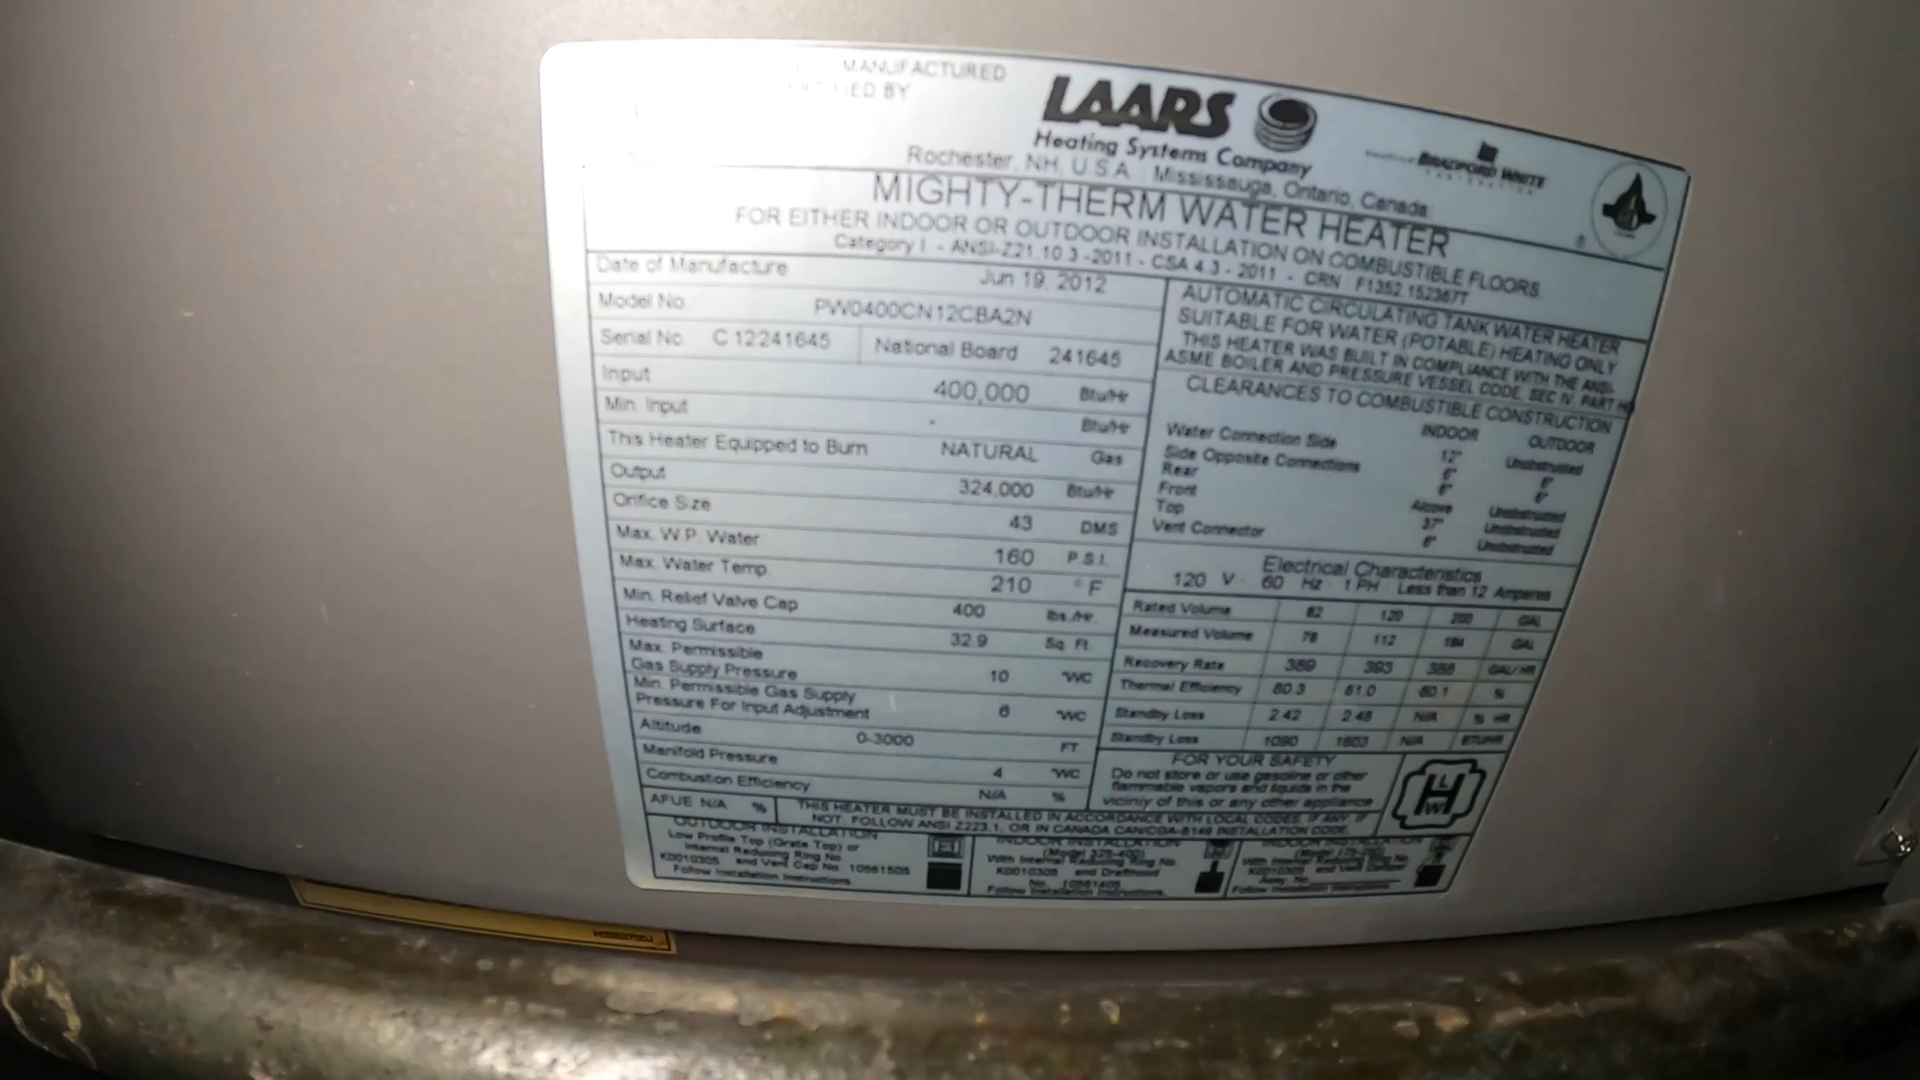 MANUFACTURED
BY
LAARS
Heating Systems Company
BRADFORD WHITE
CORPORATION
Rochester, NH. U.S.A. Mississauga, Ontario, Canada
MIGHTY-THERM WATER HEATER
FOR EITHER INDOOR OR OUTDOOR INSTALLATION ON COMBUSTIBLE FLOORS
Category I - ANSI-Z21.10.3-2011 - CSA 4.3 - 2011 - CRN : F1352.152367T
Date of Manufacture Jun 19, 2012
Model No. PW0400CN12CBA2N
Serial No. C 12241645 National Board 241645
Input 400,000 Btu/Hr
Min. Input - Btu/Hr
This Heater Equipped to Burn NATURAL Gas
Output 324,000 Btu/Hr
Orifice Size 43 DMS
Max. W.P. Water 160 P.S.I.
Max. Water Temp 210 °F
Min. Relief Valve Cap 400 lbs./Hr.
Heating Surface 32.9 Sq. Ft.
Max. Permissible
Gas Supply Pressure 10 "WC
Min. Permissible Gas Supply
Pressure For Input Adjustment 6 "WC
Altitude 0-3000 FT.
Manifold Pressure 4 "WC
Combustion Efficiency N/A %
AFUE N/A %
AUTOMATIC CIRCULATING TANK WATER HEATER
SUITABLE FOR WATER (POTABLE) HEATING ONLY
THIS HEATER WAS BUILT IN COMPLIANCE WITH THE ANSI-
ASME BOILER AND PRESSURE VESSEL CODE, SEC IV. PART
CLEARANCES TO COMBUSTIBLE CONSTRUCTION
INDOOR OUTDOOR
Water Connection Side 12" Unobstructed
Side Opposite Connections 6" 6"
Rear 6" 6"
Front Alcove Unobstructed
Top 37" Unobstructed
Vent Connector 6" Unobstructed
Electrical Characteristics
120 V 60 Hz 1 PH Less than 12 Amperes
Rated Volume 82 120 200 GAL
Measured Volume 78 112 184 GAL
Recovery Rate 389 393 388 GAL/HR
Thermal Efficiency 80.3 81.0 80.1 %
Standby Loss 2.42 2.48 N/A % HR
Standby Loss 1090 1603 N/A BTU/HR
FOR YOUR SAFETY
Do not store or use gasoline or other
flammable vapors and liquids in the
viciniy of this or any other appliance
THIS HEATER MUST BE INSTALLED IN ACCORDANCE WITH LOCAL CODES, IF ANY, IF
NOT, FOLLOW ANSI Z223.1, OR IN CANADA CAN/CGA-B149 INSTALLATION CODE.
H
L
L
W
OUTDOOR INSTALLATION
Low Profile Top (Grate Top) or
Internal Reducing Ring No
K0010305 and Vent Cap No 10561505
Follow Installation Instructions
INDOOR INSTALLATION
With Internal Reducing Ring No.
K0010305 and Drafthood
No. 10561405
Follow Installation Instructions
INDOOR INSTALLATION
Follow Installation Instructions